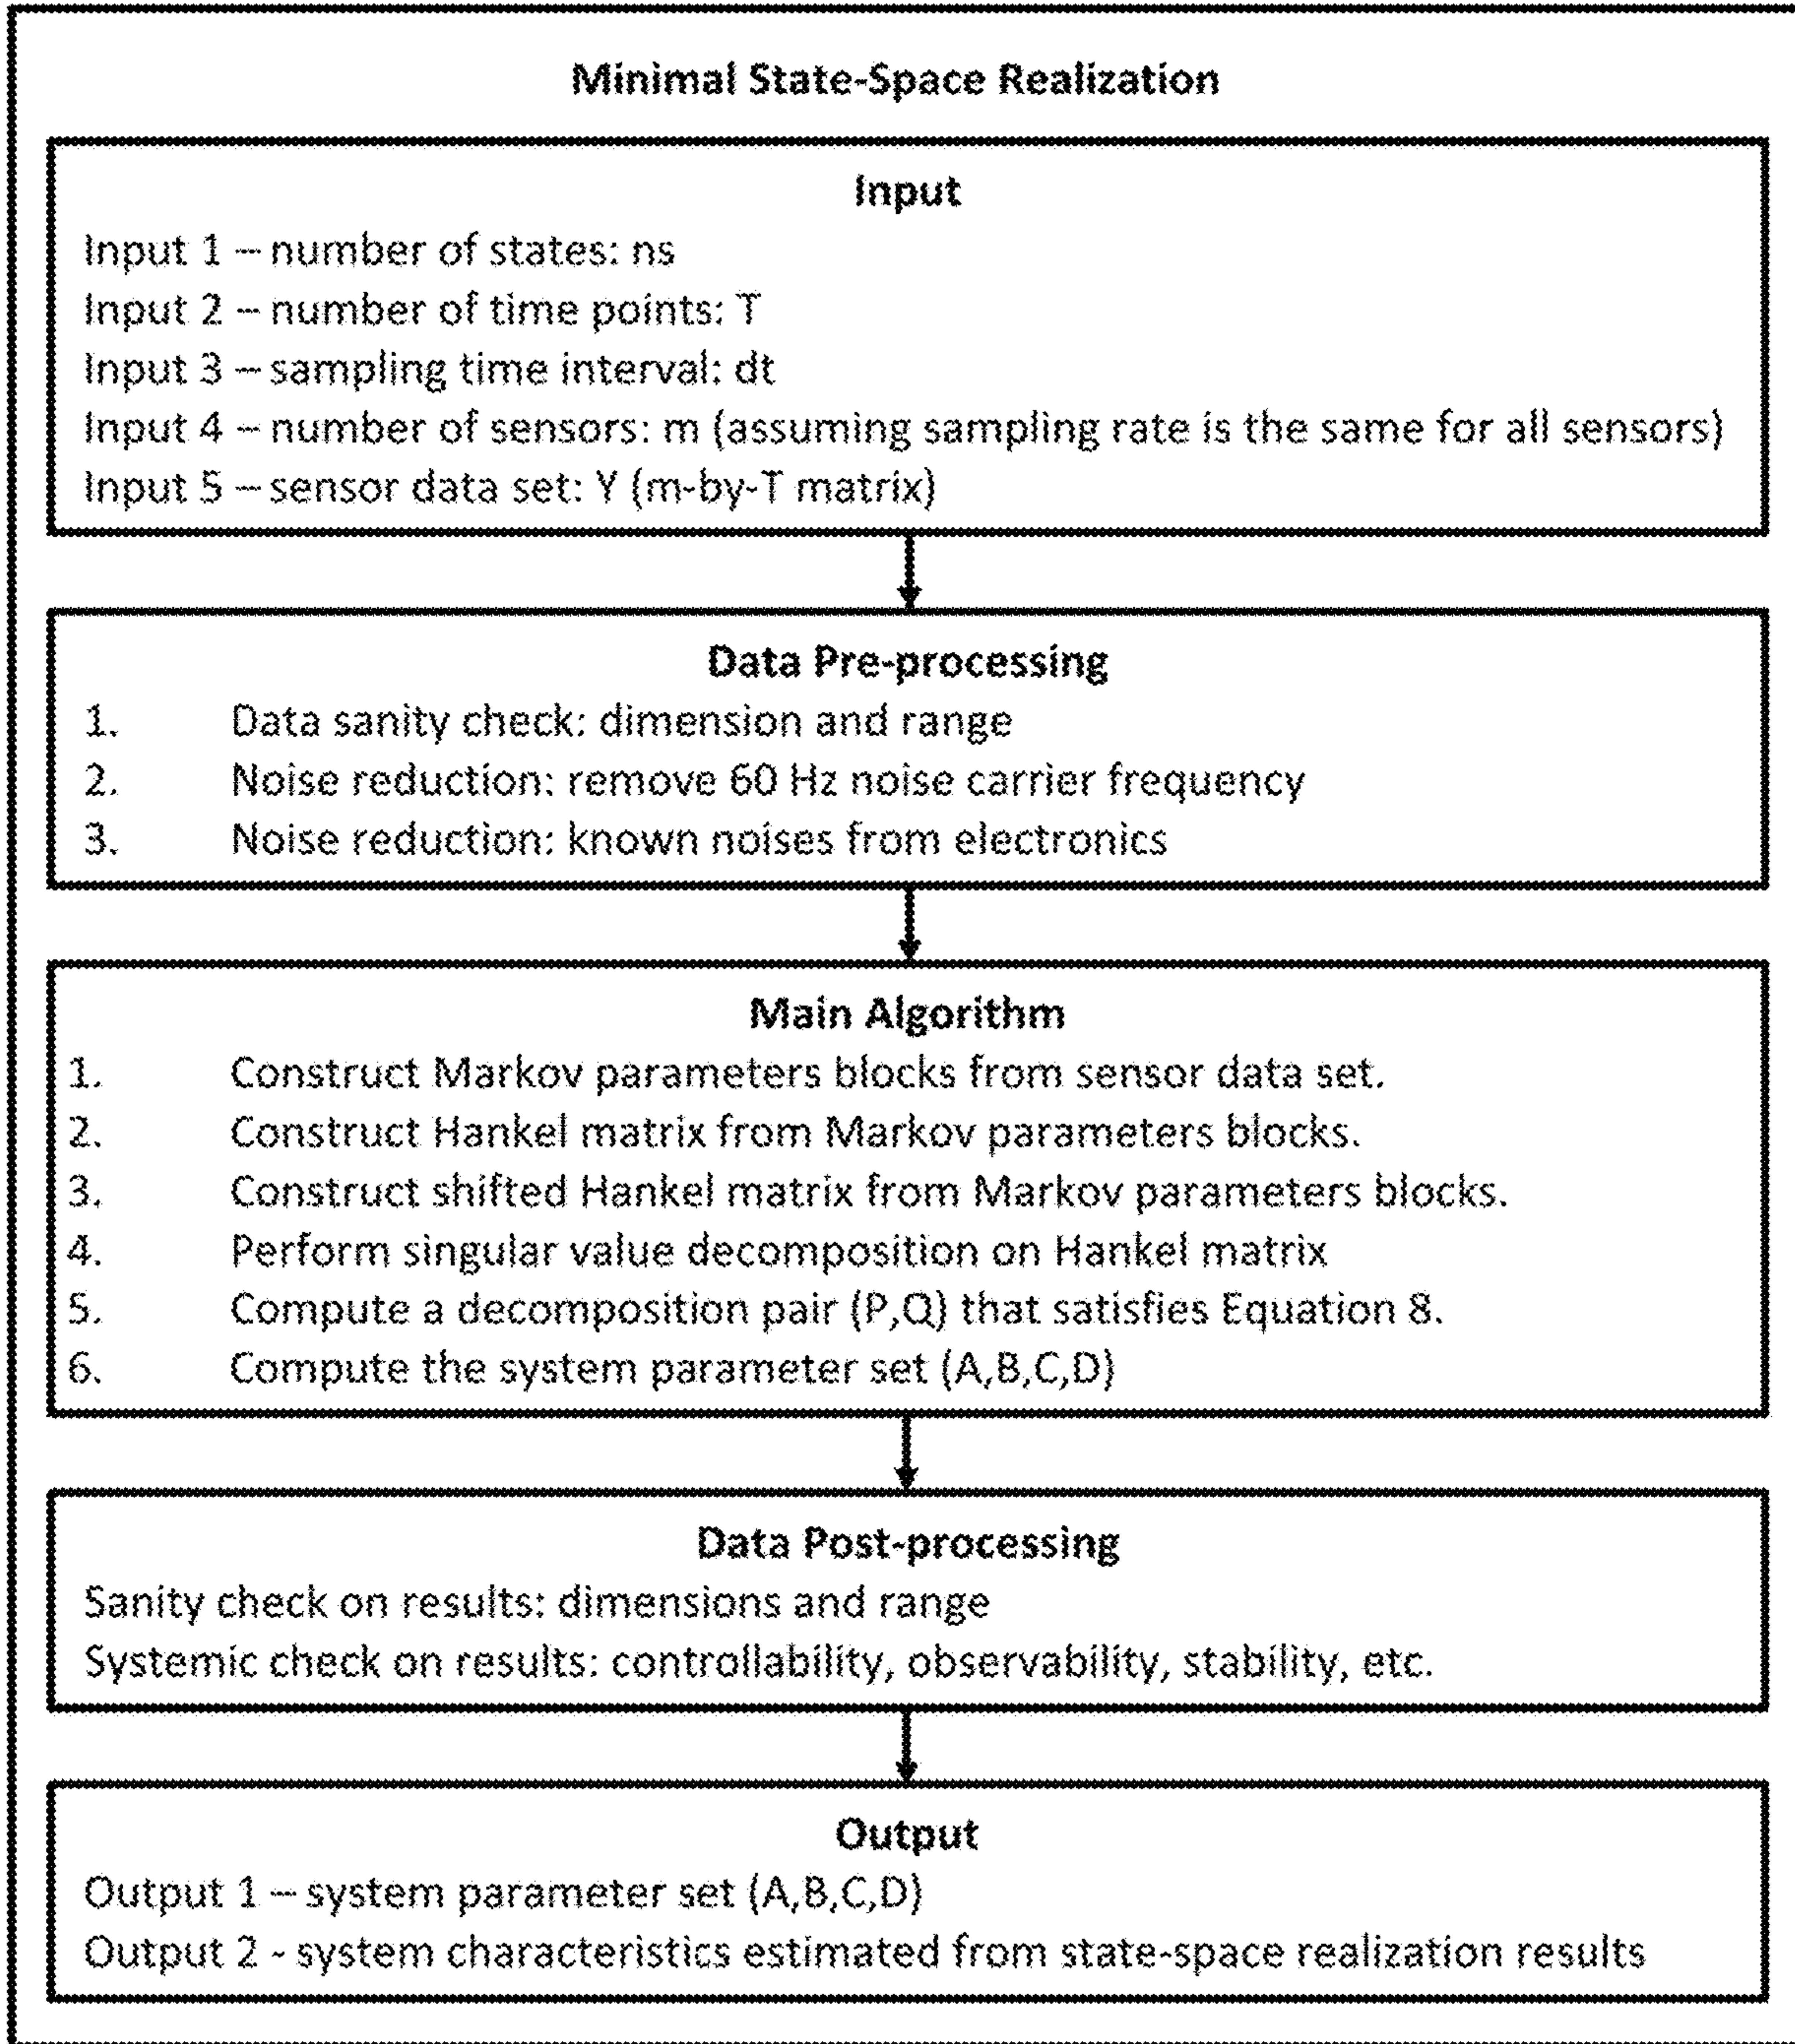 Minimal State-Space Realization
Input
Input 1 – number of states: ns
Input 2 – number of time points: T
Input 3 – sampling time interval: dt
Input 4 – number of sensors: m (assuming sampling rate is the same for all sensors)
Input 5 – sensor data set: Y (m-by-T matrix)
Data Pre-processing
1. Data sanity check: dimension and range
2. Noise reduction: remove 60 Hz noise carrier frequency
3. Noise reduction: known noises from electronics
Main Algorithm
1. Construct Markov parameters blocks from sensor data set.
2. Construct Hankel matrix from Markov parameters blocks.
3. Construct shifted Hankel matrix from Markov parameters blocks.
4. Perform singular value decomposition on Hankel matrix
5. Compute a decomposition pair (P,Q) that satisfies Equation 8.
6. Compute the system parameter set (A,B,C,D)
Data Post-processing
Sanity check on results: dimensions and range
Systemic check on results: controllability, observability, stability, etc.
Output
Output 1 – system parameter set (A,B,C,D)
Output 2 - system characteristics estimated from state-space realization results